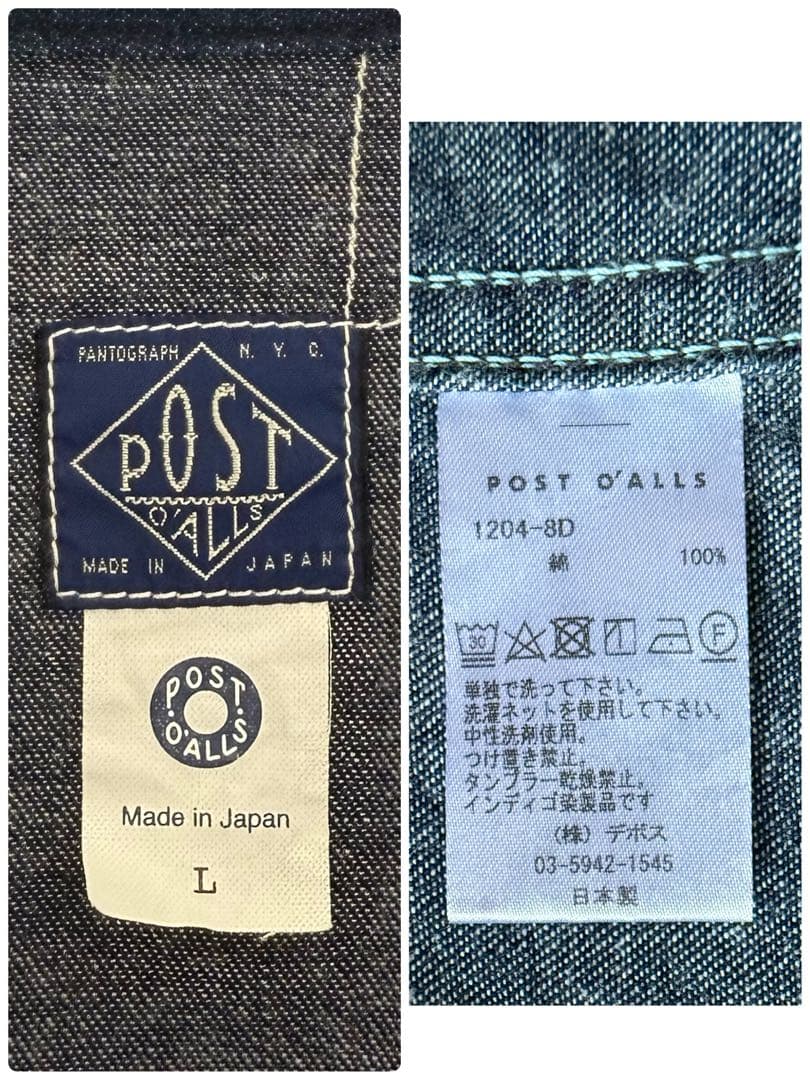 PANTOGRAPH N. Y. C.
POST
O'ALLS
MADE IN JAPAN
POST
O'ALLS
Made in Japan
L
POST O'ALLS
1204-8D
綿 100%
30
F
単独で洗って下さい。
洗濯ネットを使用して下さい。
中性洗剤使用。
つけ置き禁止。
タンブラー乾燥禁止。
インディゴ染製品です
（株）デポス
03-5942-1545
日本製